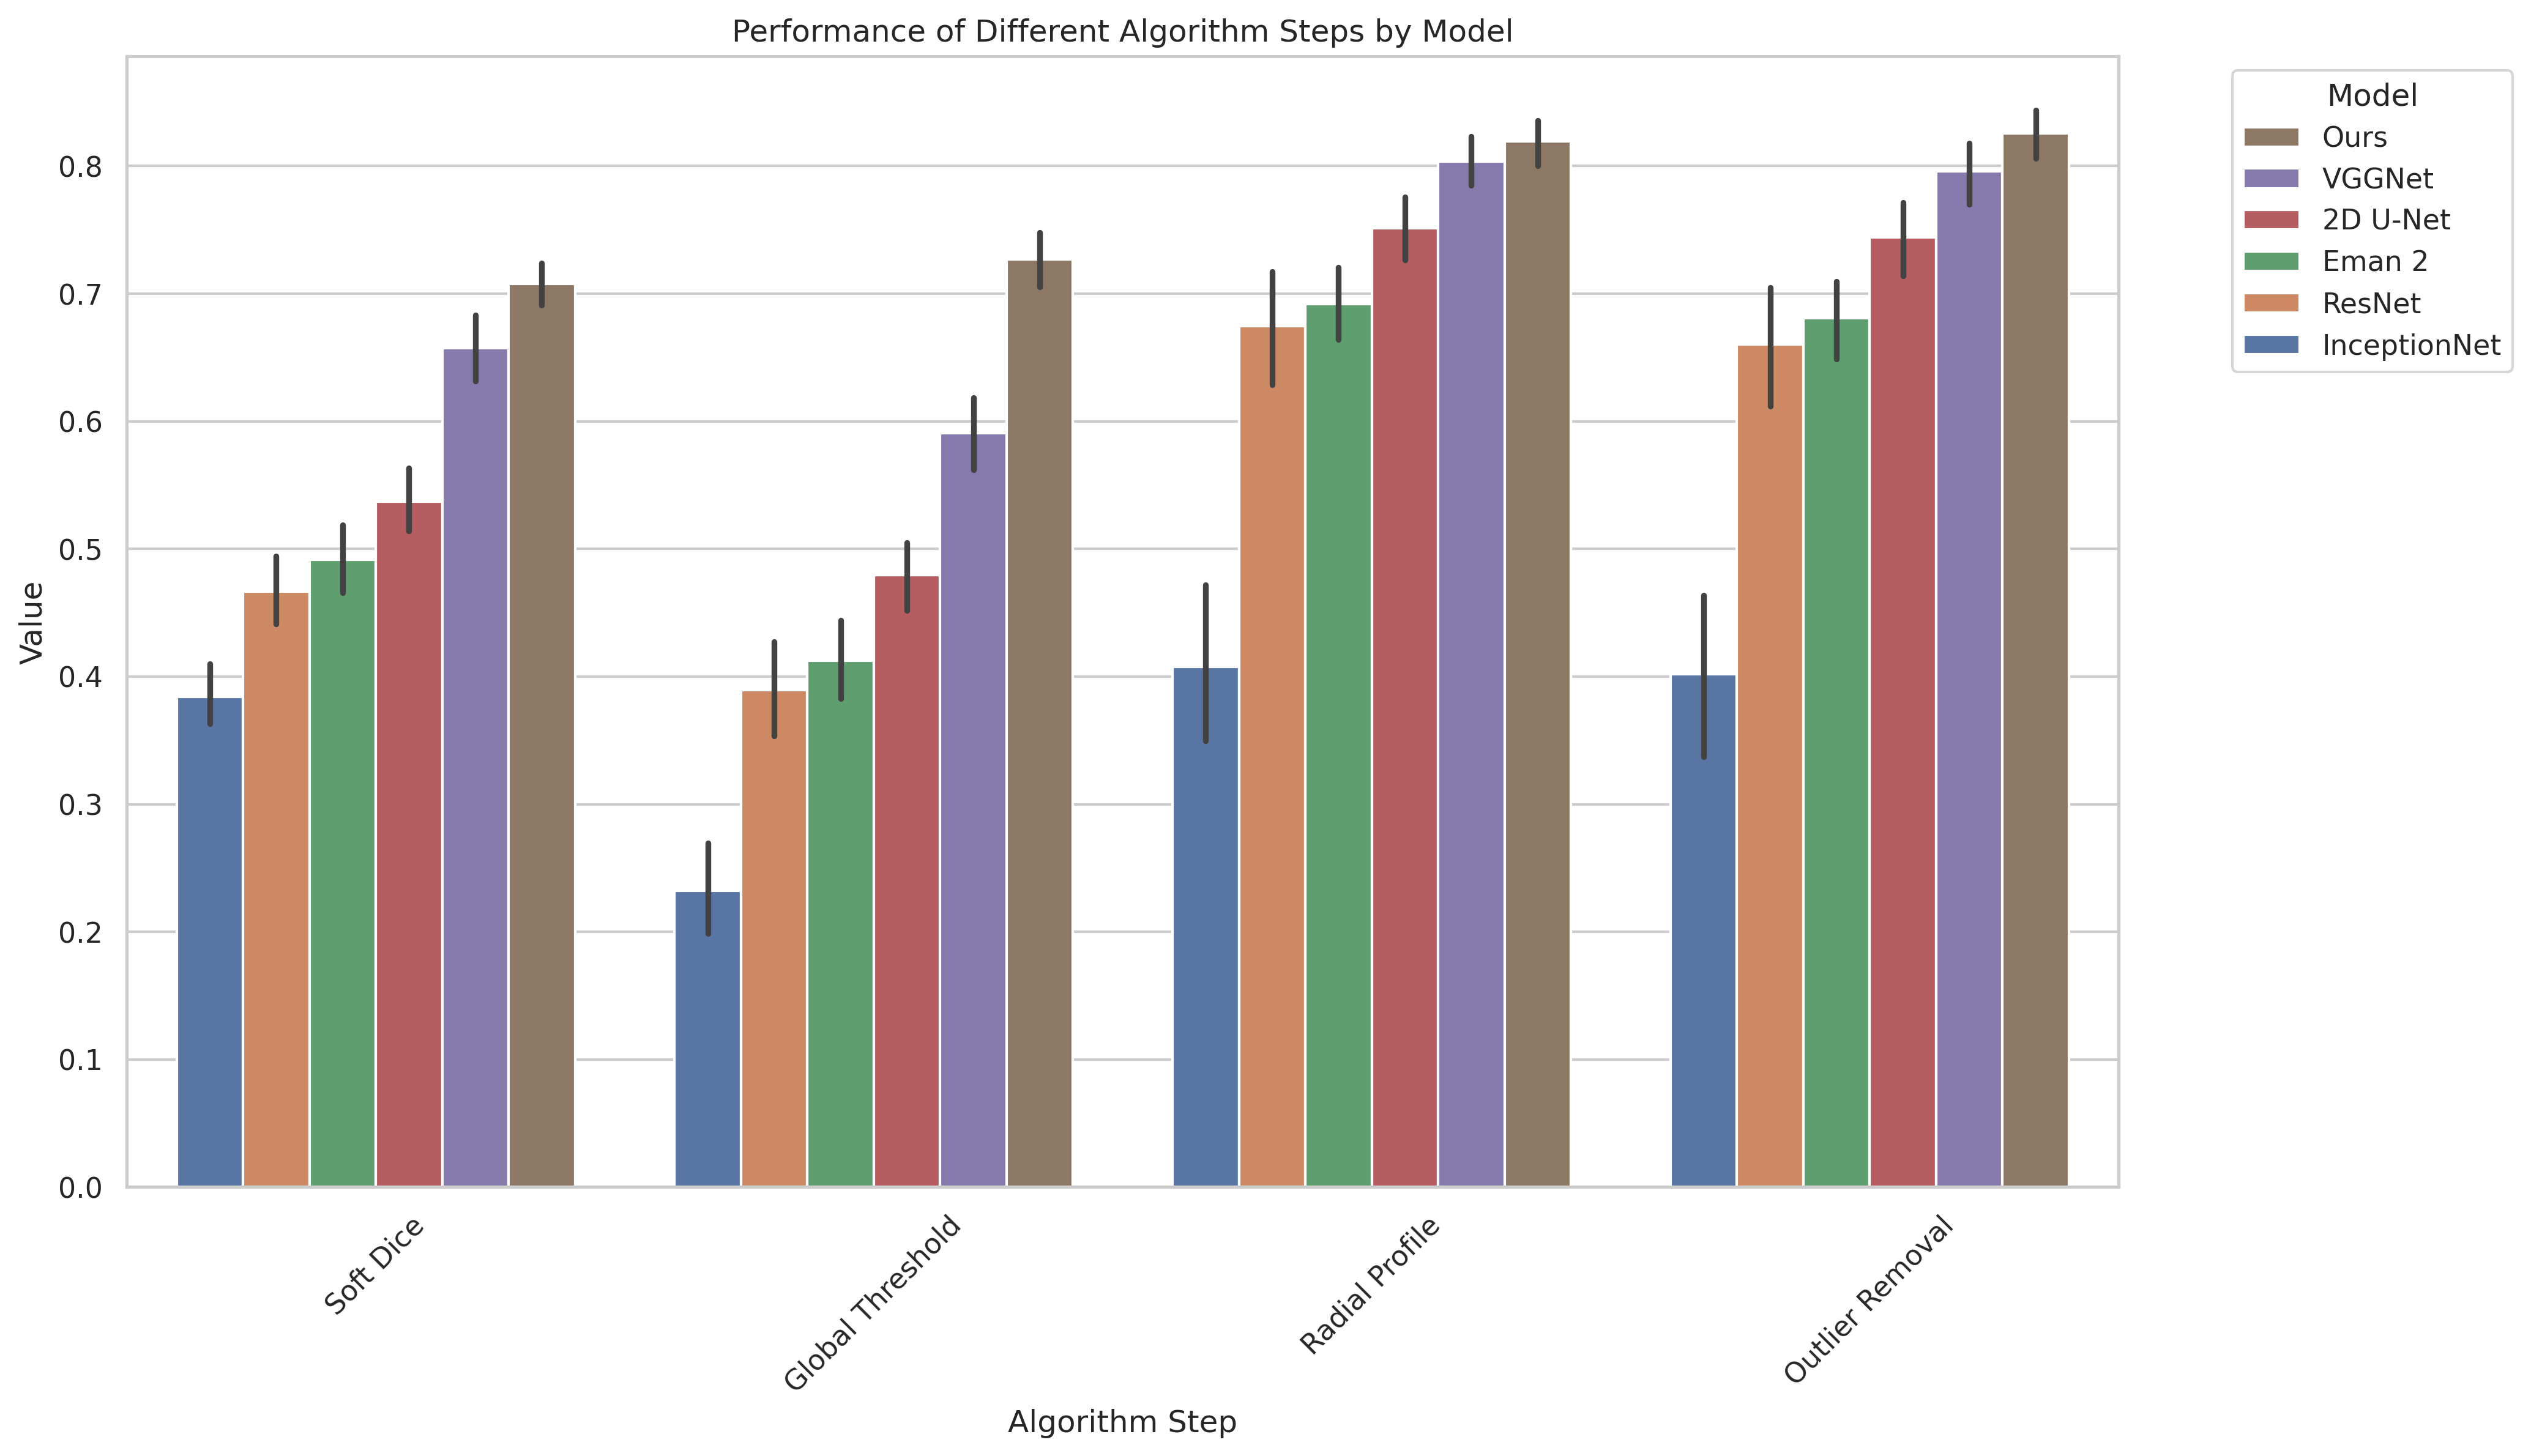 Performance of Different Algorithm Steps by Model
Model
Ours
VGGNet
2D U-Net
Eman 2
ResNet
InceptionNet
Value
0.8
0.7
0.6
0.5
0.4
0.3
0.2
0.1
0.0
Soft Dice
Global Threshold
Radial Profile
Outlier Removal
Algorithm Step